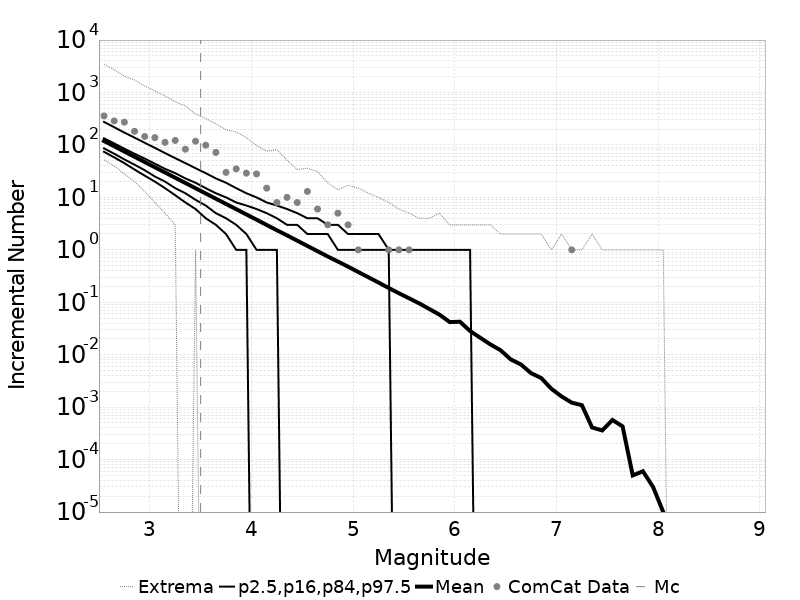 10^4
10^3
10^2
10^1
10^0
10^-1
10^-2
10^-3
10^-4
10^-5
Incremental Number
3 4 5 6 7 8 9
Magnitude
Extrema p2.5,p16,p84,p97.5 Mean ComCat Data Mc